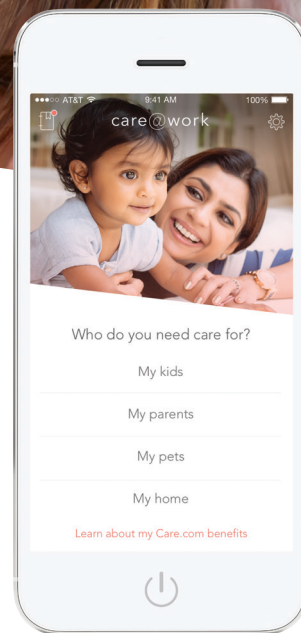 ●●●○○ AT&T 9:41 AM 100%
care@work
Who do you need care for?
My kids
My parents
My pets
My home
Learn about my Care.com benefits